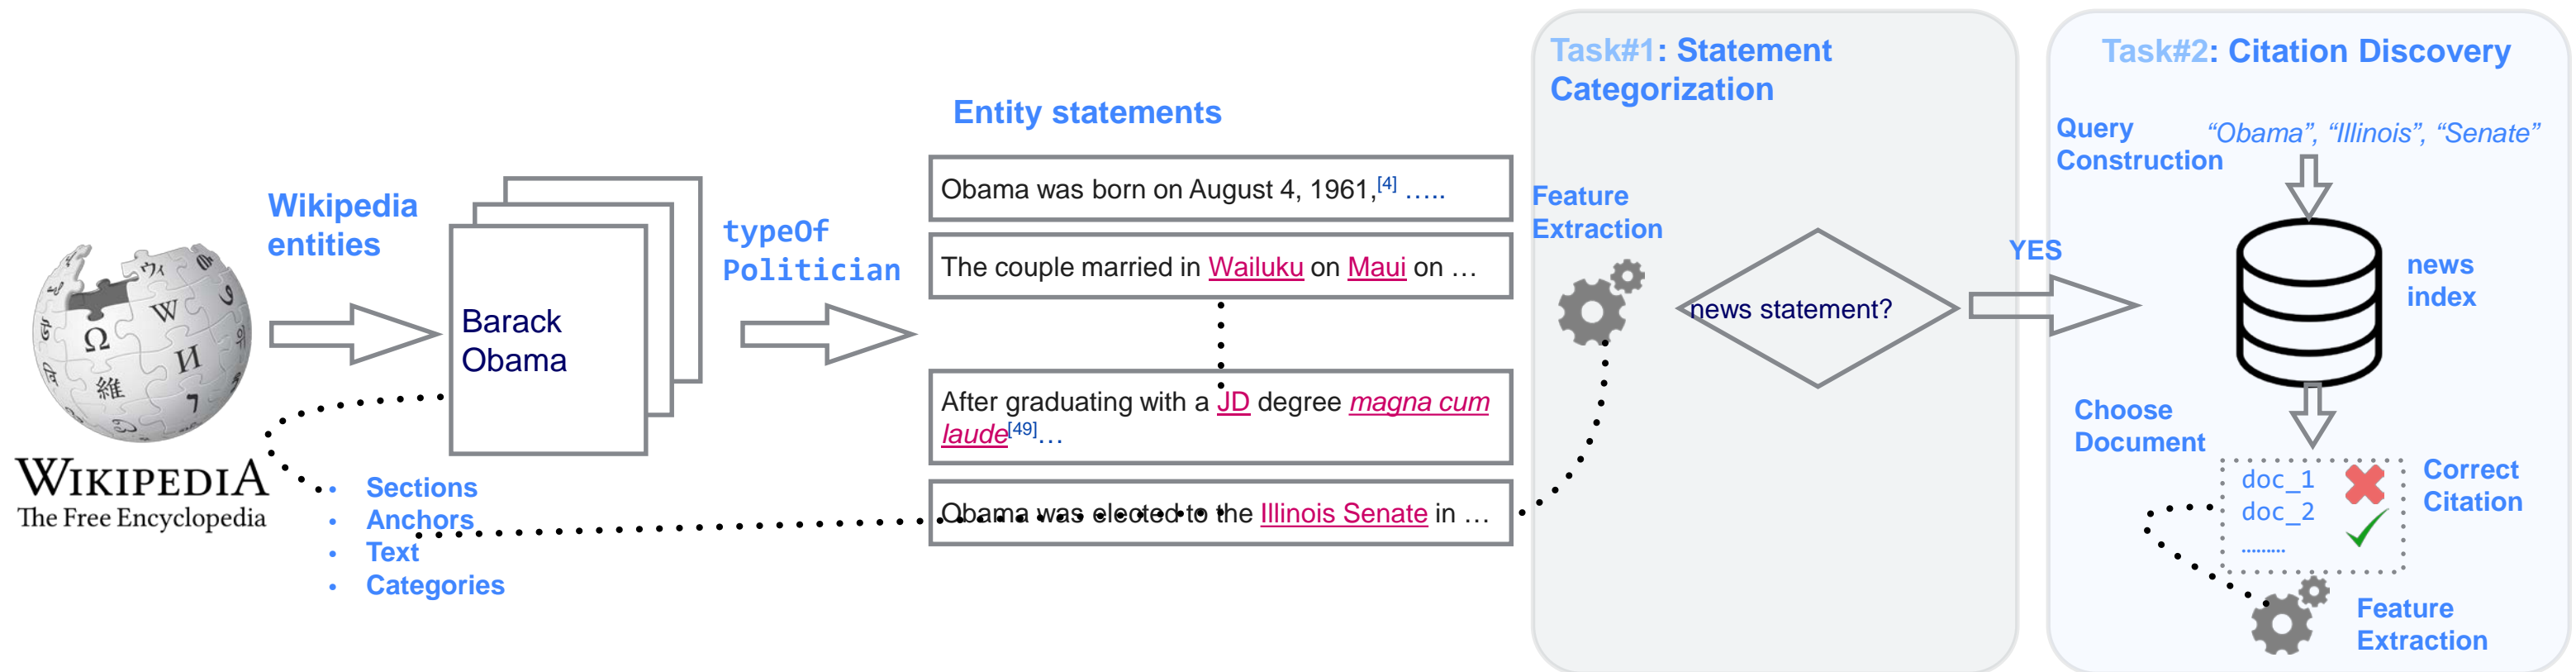 WIKIPEDIA
The Free Encyclopedia
Wikipedia
entities
Barack
Obama
• Sections
• Anchors
• Text
• Categories
typeOf
Politician
Entity statements
Obama was born on August 4, 1961,[4] .....
The couple married in Wailuku on Maui on ...
After graduating with a JD degree magna cum
laude[49]...
Obama was elected to the Illinois Senate in ...
Task#1: Statement
Categorization
Feature
Extraction
news statement?
YES
Task#2: Citation Discovery
Query
Construction
“Obama”, “Illinois”, “Senate”
news
index
Choose
Document
doc_1
doc_2
.........
Correct
Citation
Feature
Extraction